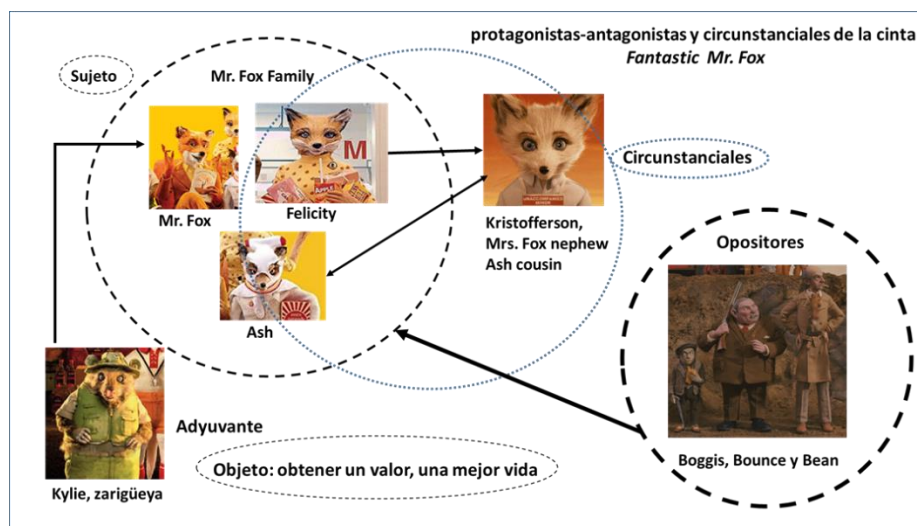 protagonistas-antagonistas y circunstanciales de la cinta
Fantastic Mr. Fox
Sujeto
Mr. Fox Family
M
APPLE
Circunstanciales
Mr. Fox
Felicity
Kristofferson,
Mrs. Fox nephew
Ash cousin
Opositores
Ash
Adyuvante
Objeto: obtener un valor, una mejor vida
Kylie, zarigüeya
Boggis, Bounce y Bean